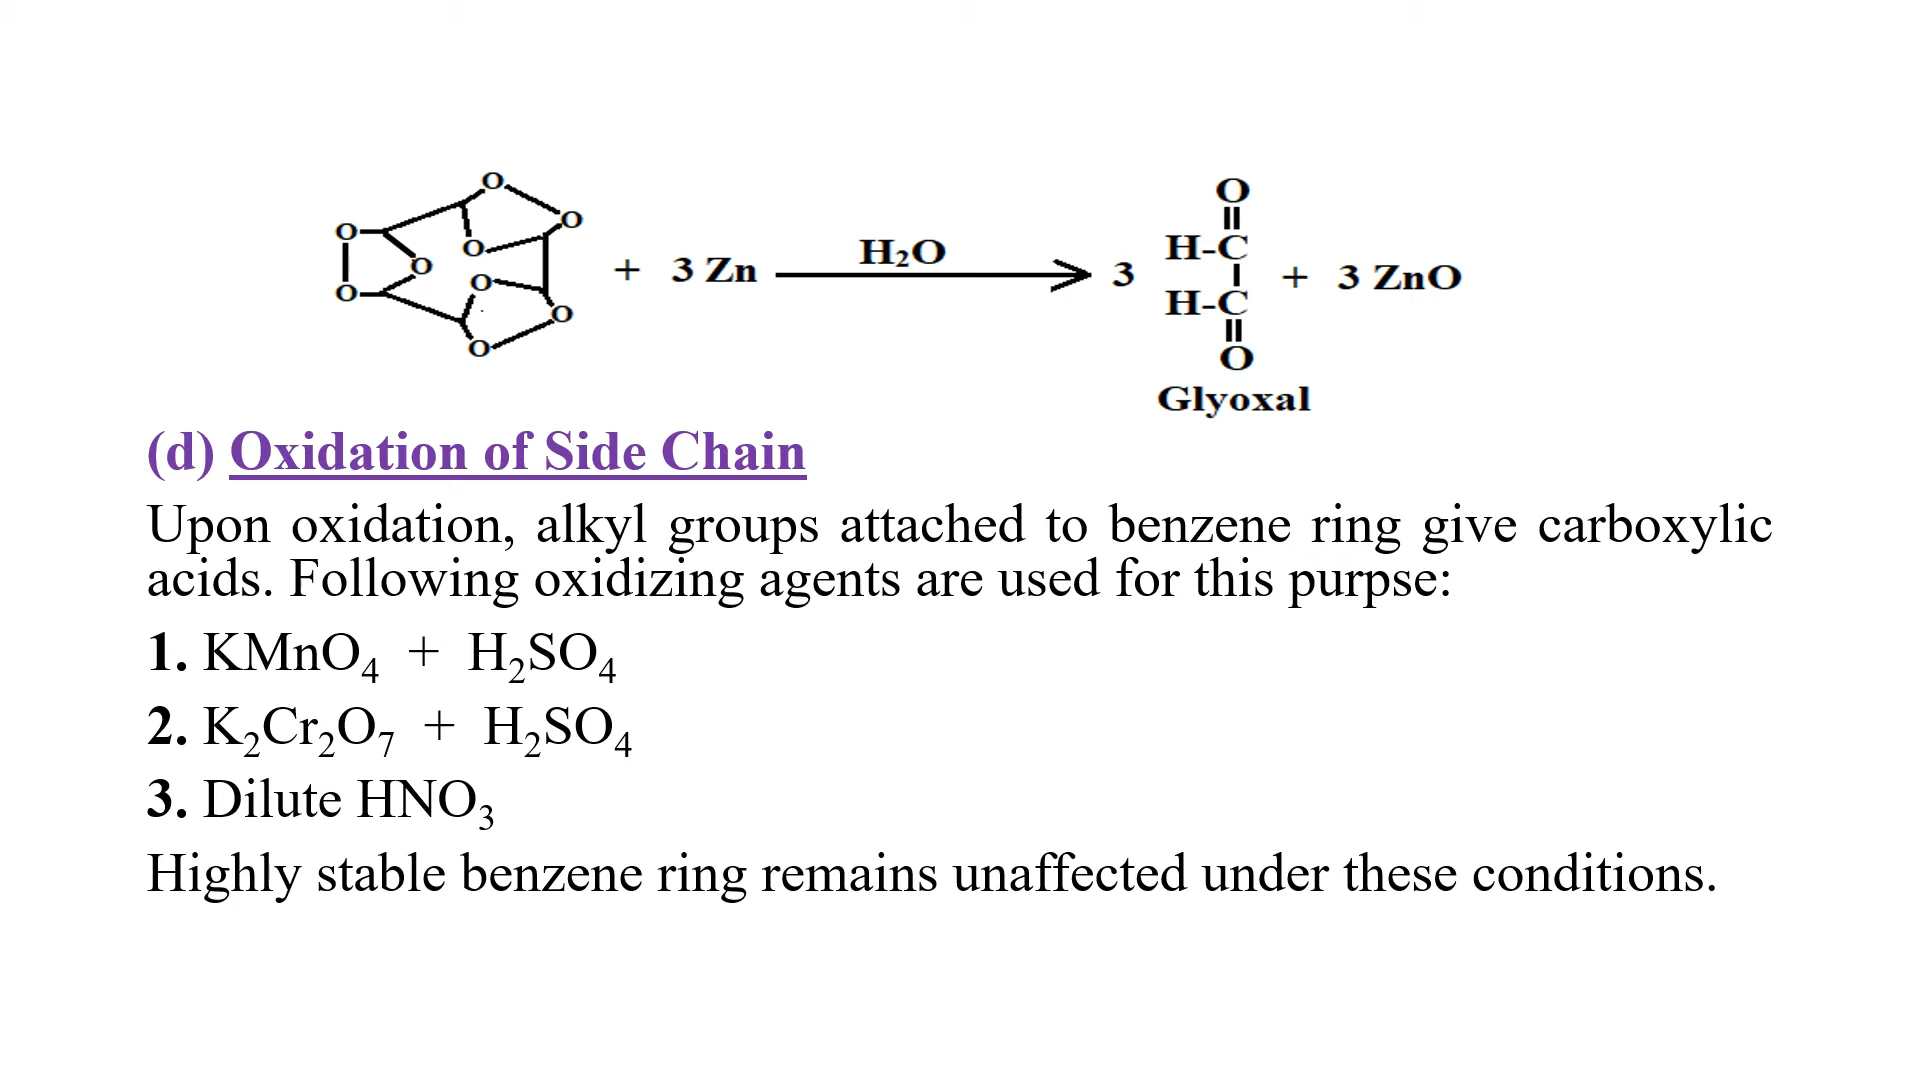 O
O
O
O
O
O
O
O
O
+ 3 Zn
H₂O
3
O
H-C
H-C
O
+ 3 ZnO
Glyoxal
(d) Oxidation of Side Chain
Upon oxidation, alkyl groups attached to benzene ring give carboxylic
acids. Following oxidizing agents are used for this purpse:
1. KMnO₄ + H₂SO₄
2. K₂Cr₂O₇ + H₂SO₄
3. Dilute HNO₃
Highly stable benzene ring remains unaffected under these conditions.